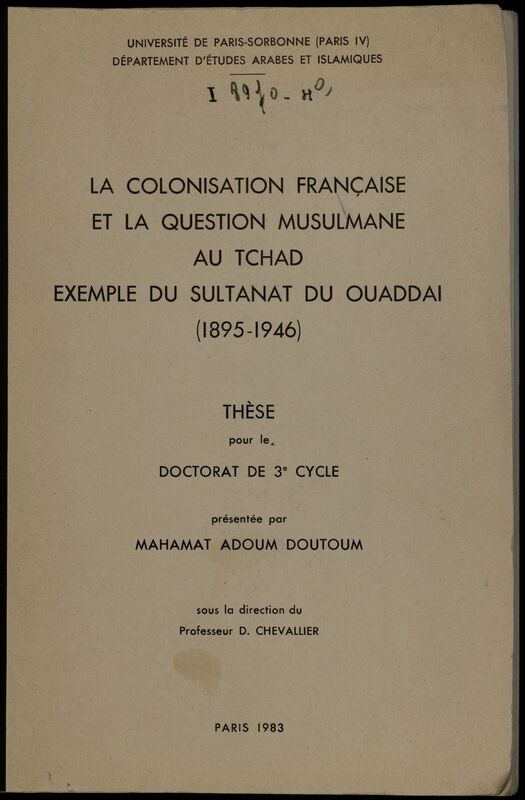 UNIVERSITÉ DE PARIS-SORBONNE (PARIS IV)
DÉPARTEMENT D'ÉTUDES ARABES ET ISLAMIQUES
I
LA COLONISATION FRANÇAISE
ET LA QUESTION MUSULMANE
AU TCHAD
EXEMPLE DU SULTANAT DU OUADDAI
(1895-1946)
THÈSE
pour le
DOCTORAT DE 3e CYCLE
présentée par
MAHAMAT ADOUM DOUTOUM
sous la direction du
Professeur D. CHEVALLIER
PARIS 1983